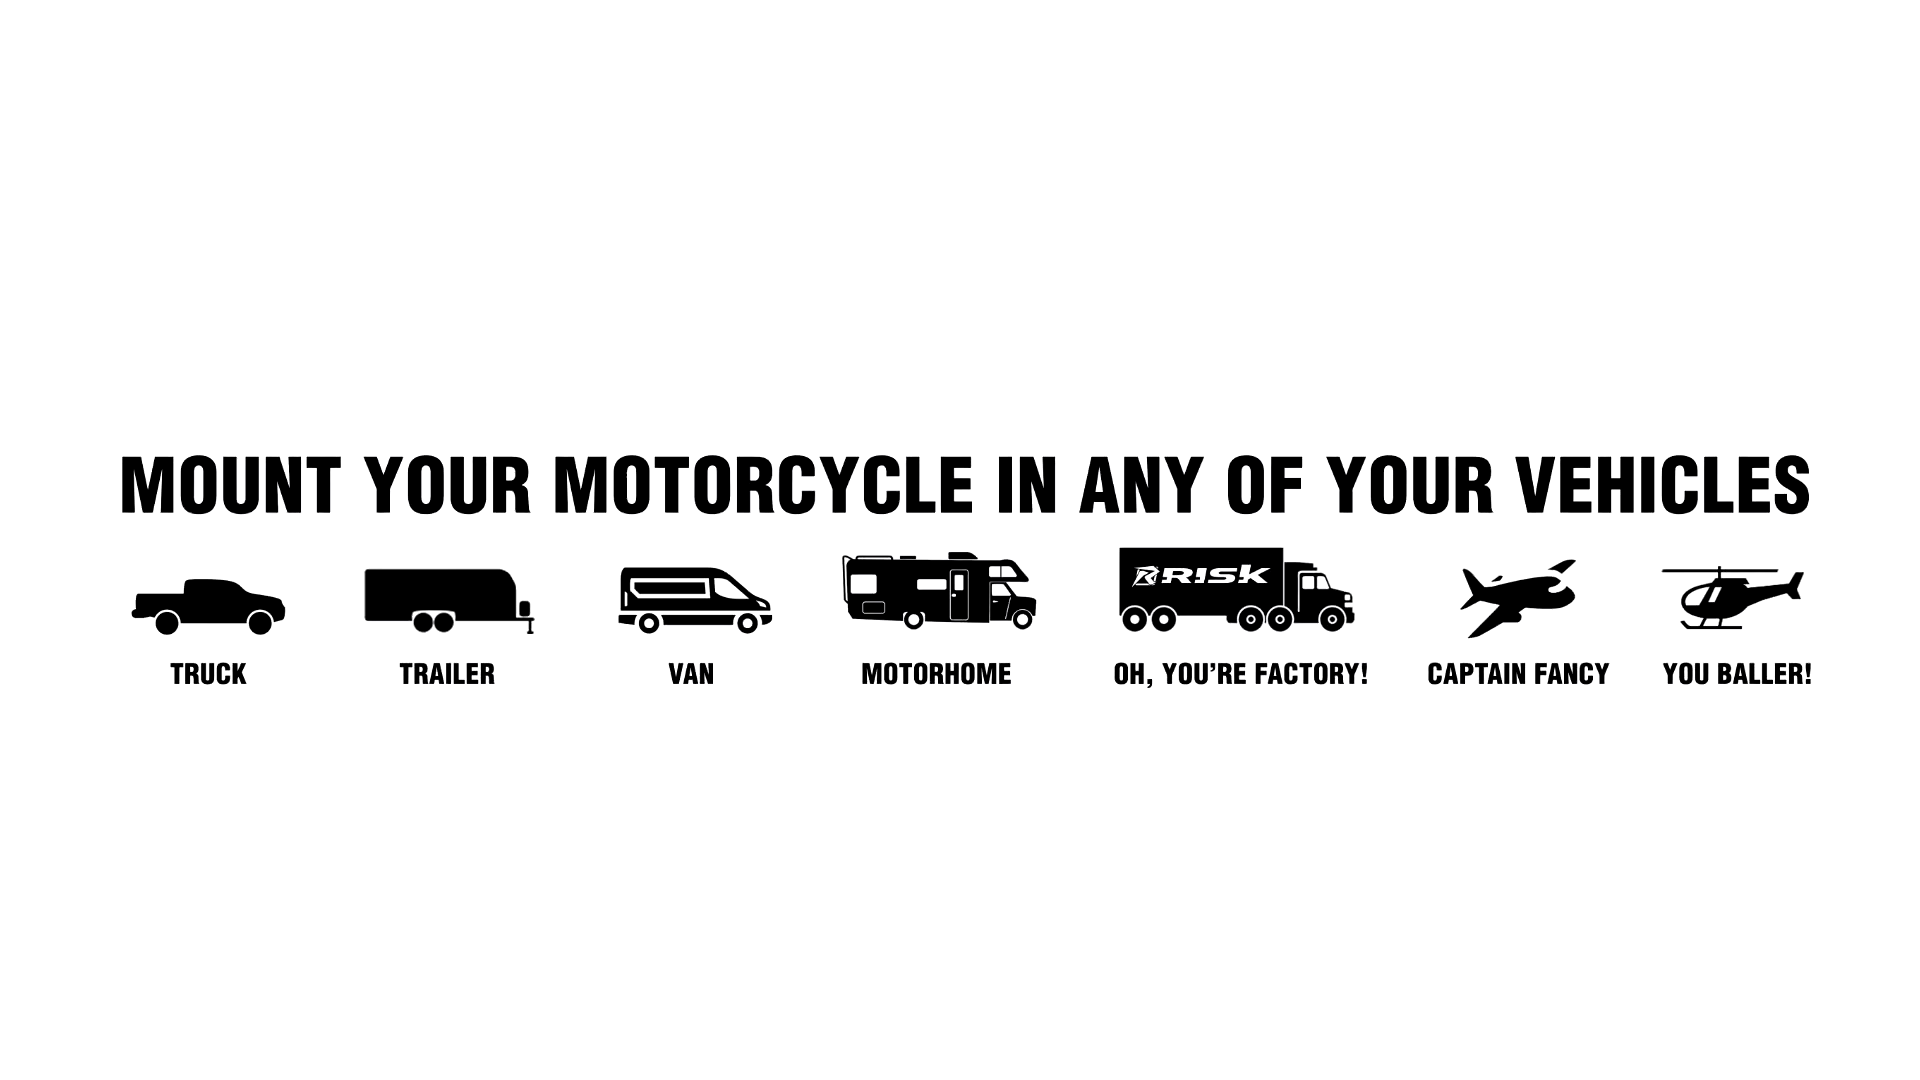 MOUNT YOUR MOTORCYCLE IN ANY OF YOUR VEHICLES
RISK
TRUCK TRAILER VAN MOTORHOME OH, YOU’RE FACTORY! CAPTAIN FANCY YOU BALLER!